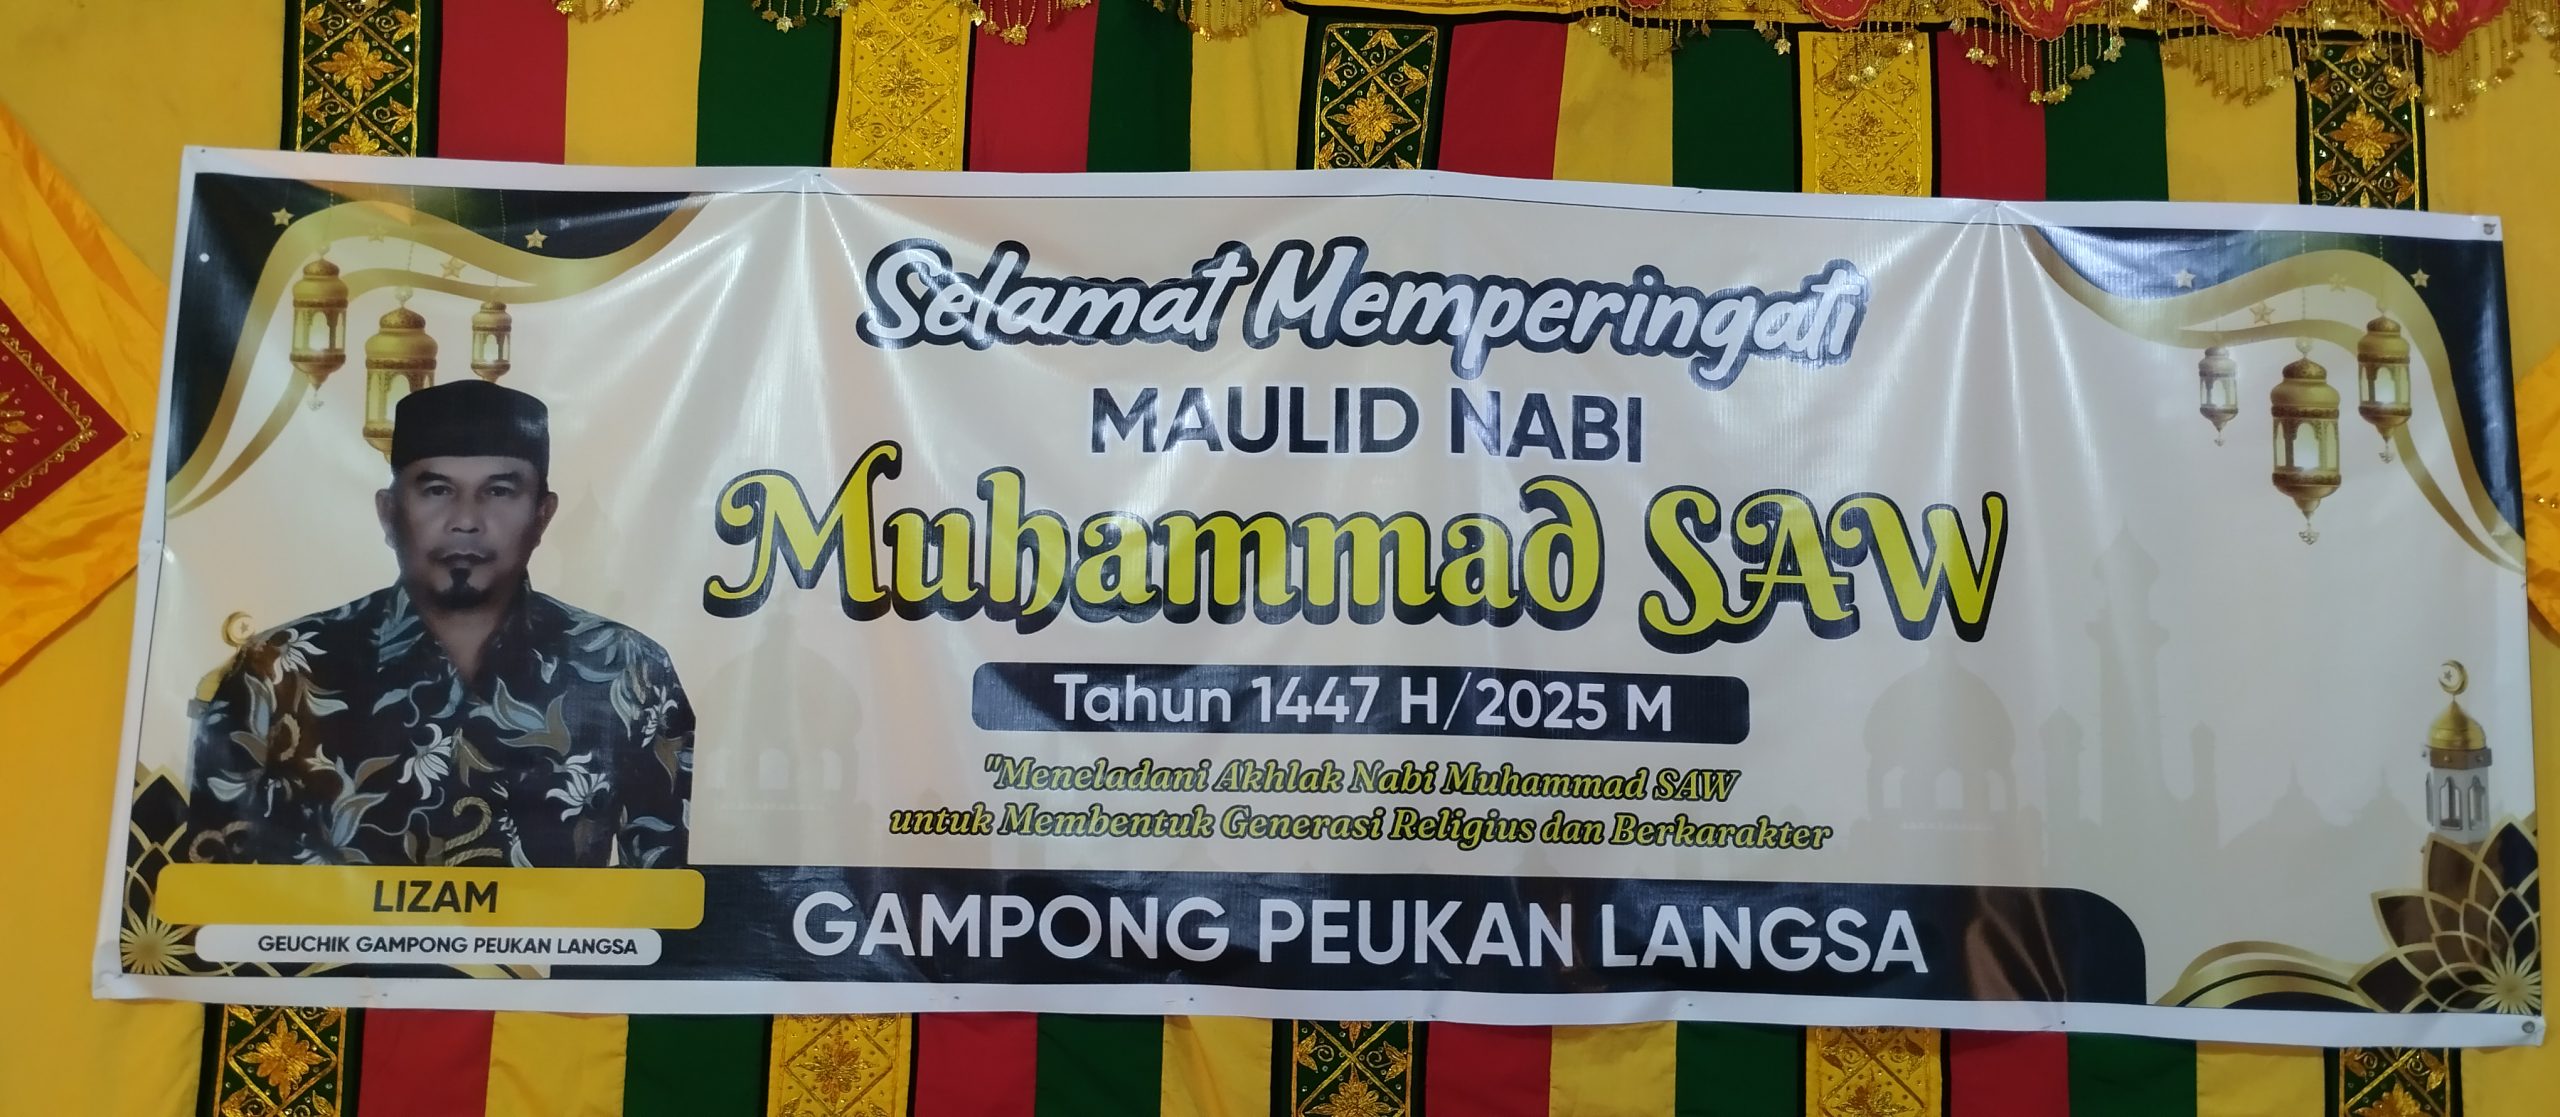 Selamat Memperingati
MAULID NABI
Muhammad SAW
Tahun 1447 H/2025 M
"Meneladani Akhlak Nabi Muhammad SAW
untuk Membentuk Generasi Religius dan Berkarakter
LIZAM
GEUCHIK GAMPONG PEUKAN LANGSA
GAMPONG PEUKAN LANGSA